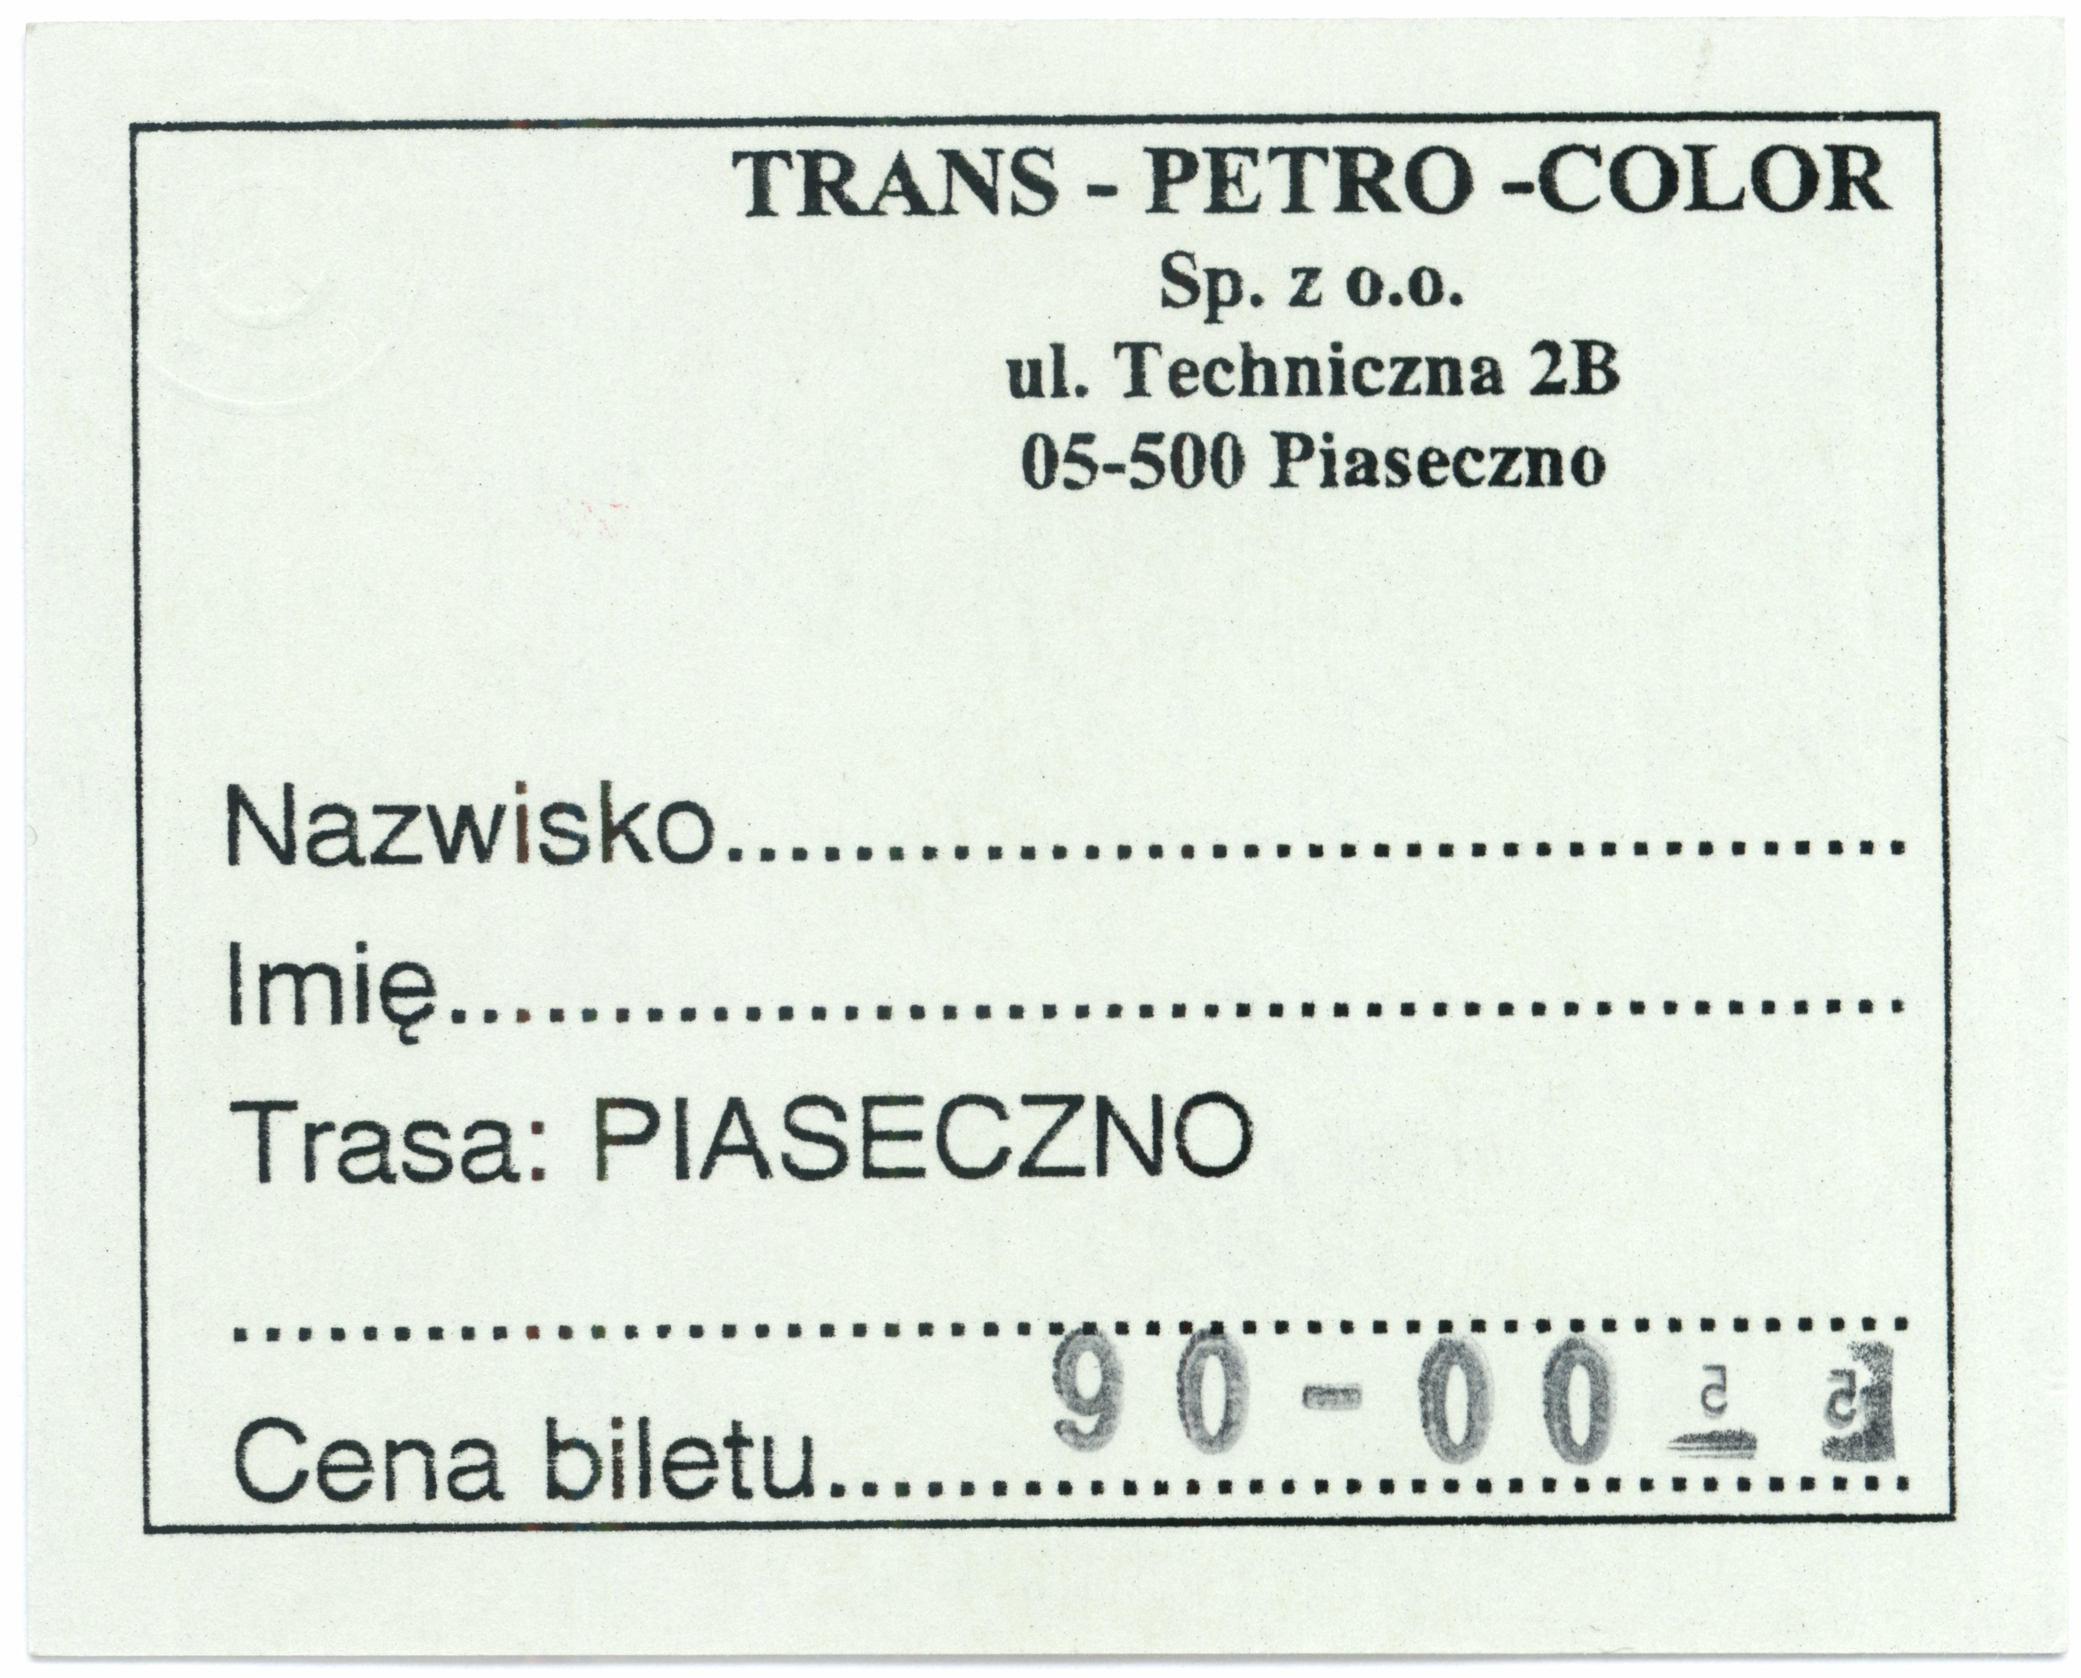 TRANS - PETRO -COLOR
Sp. z o.o.
ul. Techniczna 2B
05-500 Piaseczno
Nazwisko....................................
Imię.............................................
Trasa: PIASECZNO
....................................................
90-00
Cena biletu.................................